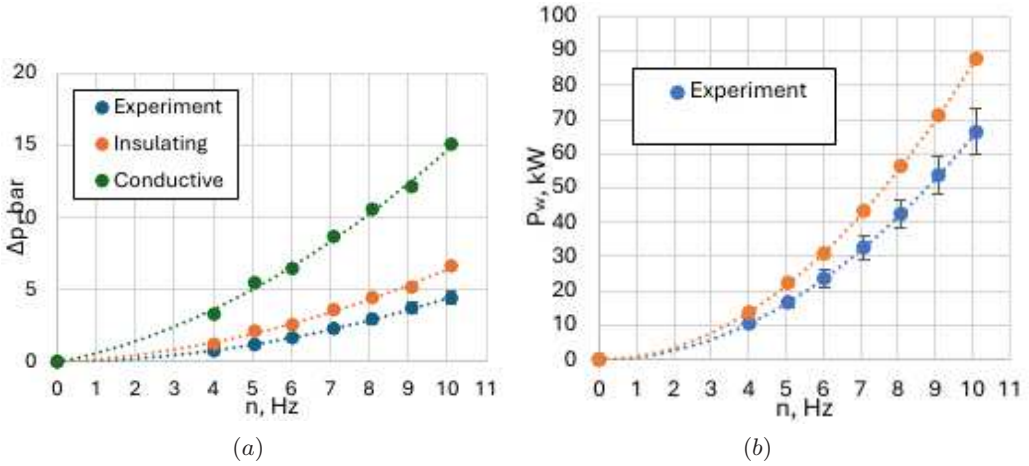 20
15
10
5
0
Δp, bar
Experiment
Insulating
Conductive
0 1 2 3 4 5 6 7 8 9 10 11
n, Hz
(a)
100
90
80
70
60
50
40
30
20
10
0
Pw, kW
Experiment
0 1 2 3 4 5 6 7 8 9 10 11
n, Hz
(b)